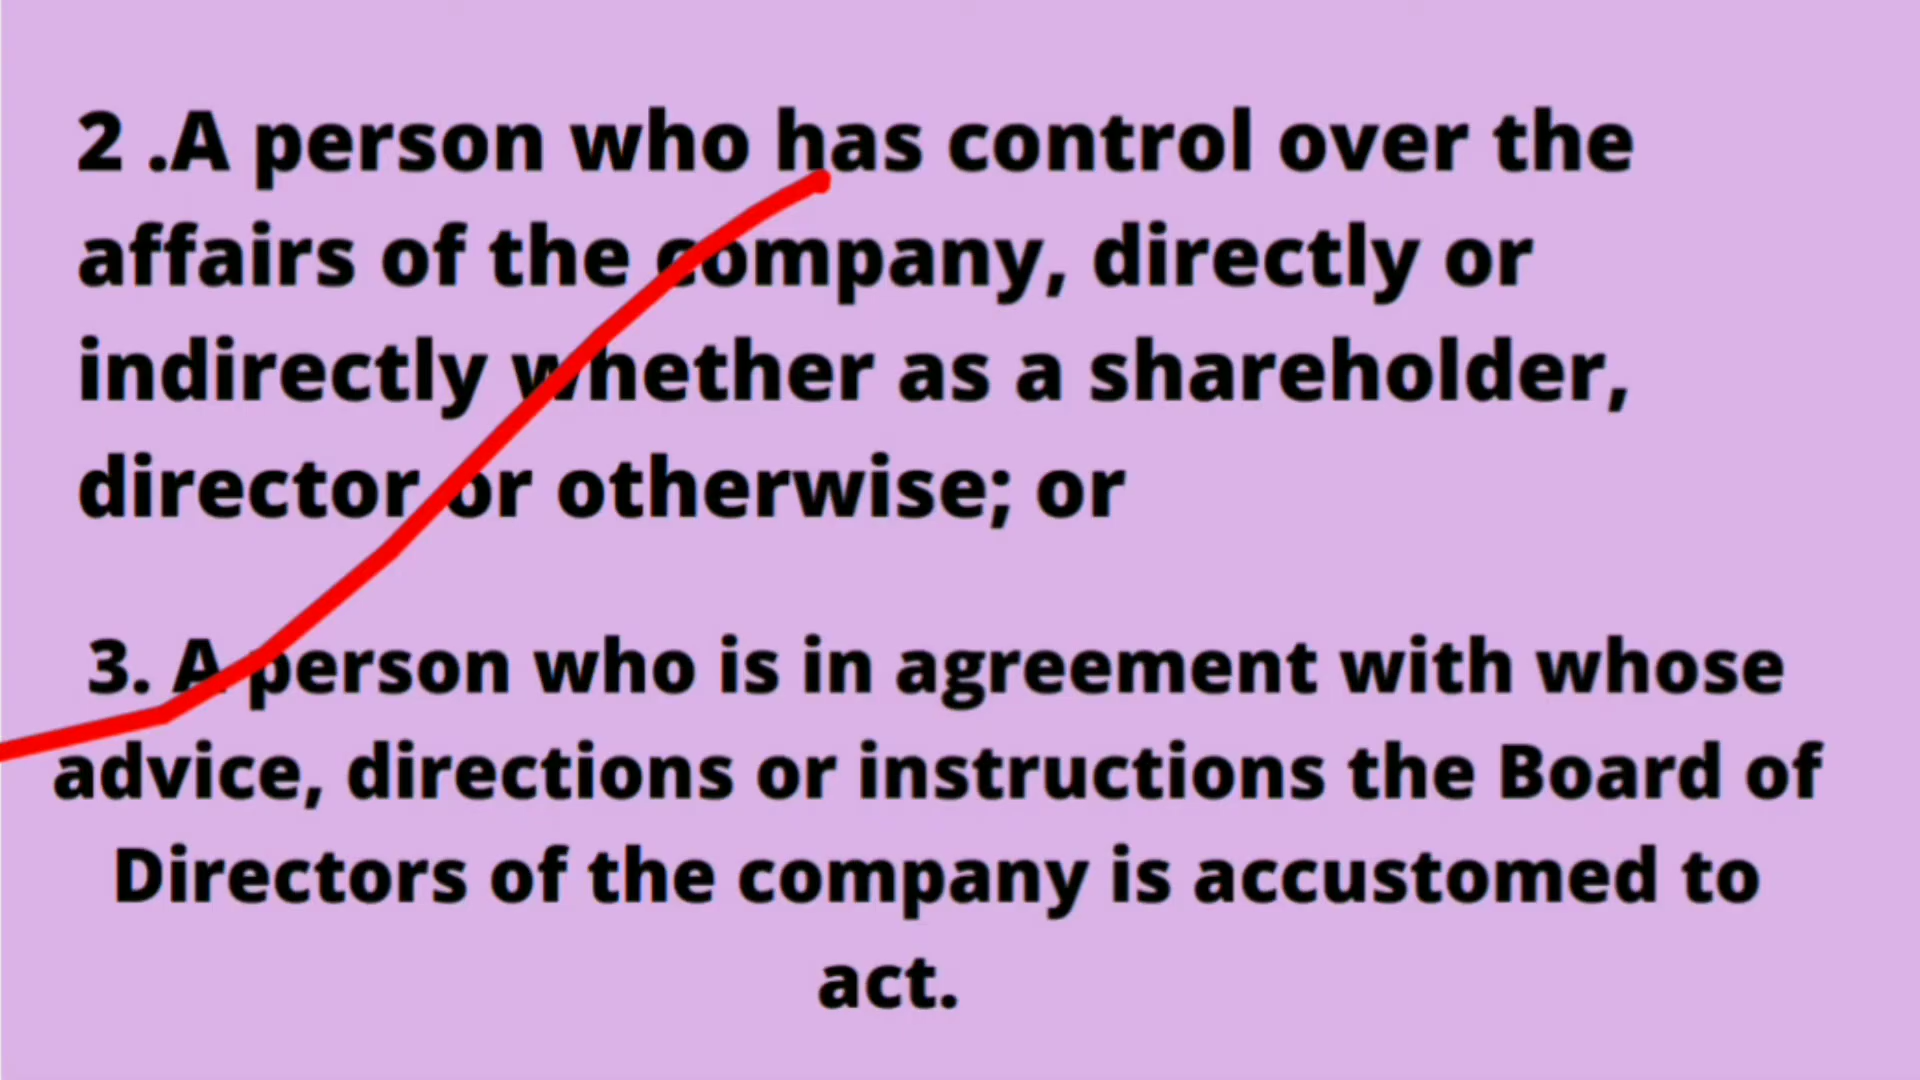 2 .A person who has control over the
affairs of the company, directly or
indirectly whether as a shareholder,
director or otherwise; or
3. A person who is in agreement with whose
advice, directions or instructions the Board of
Directors of the company is accustomed to
act.